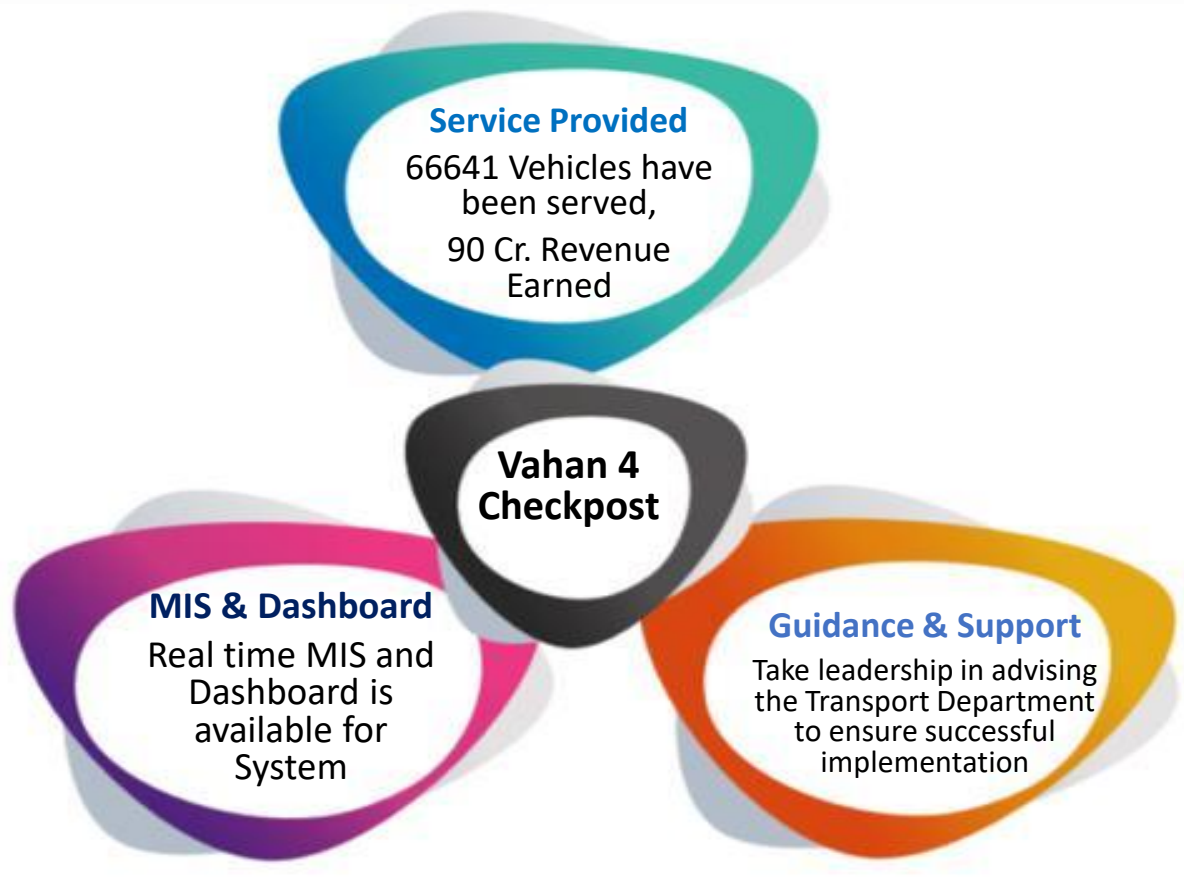 Service Provided
66641 Vehicles have
been served,
90 Cr. Revenue
Earned
Vahan 4
Checkpost
MIS & Dashboard
Real time MIS and
Dashboard is
available for
System
Guidance & Support
Take leadership in advising
the Transport Department
to ensure successful
implementation